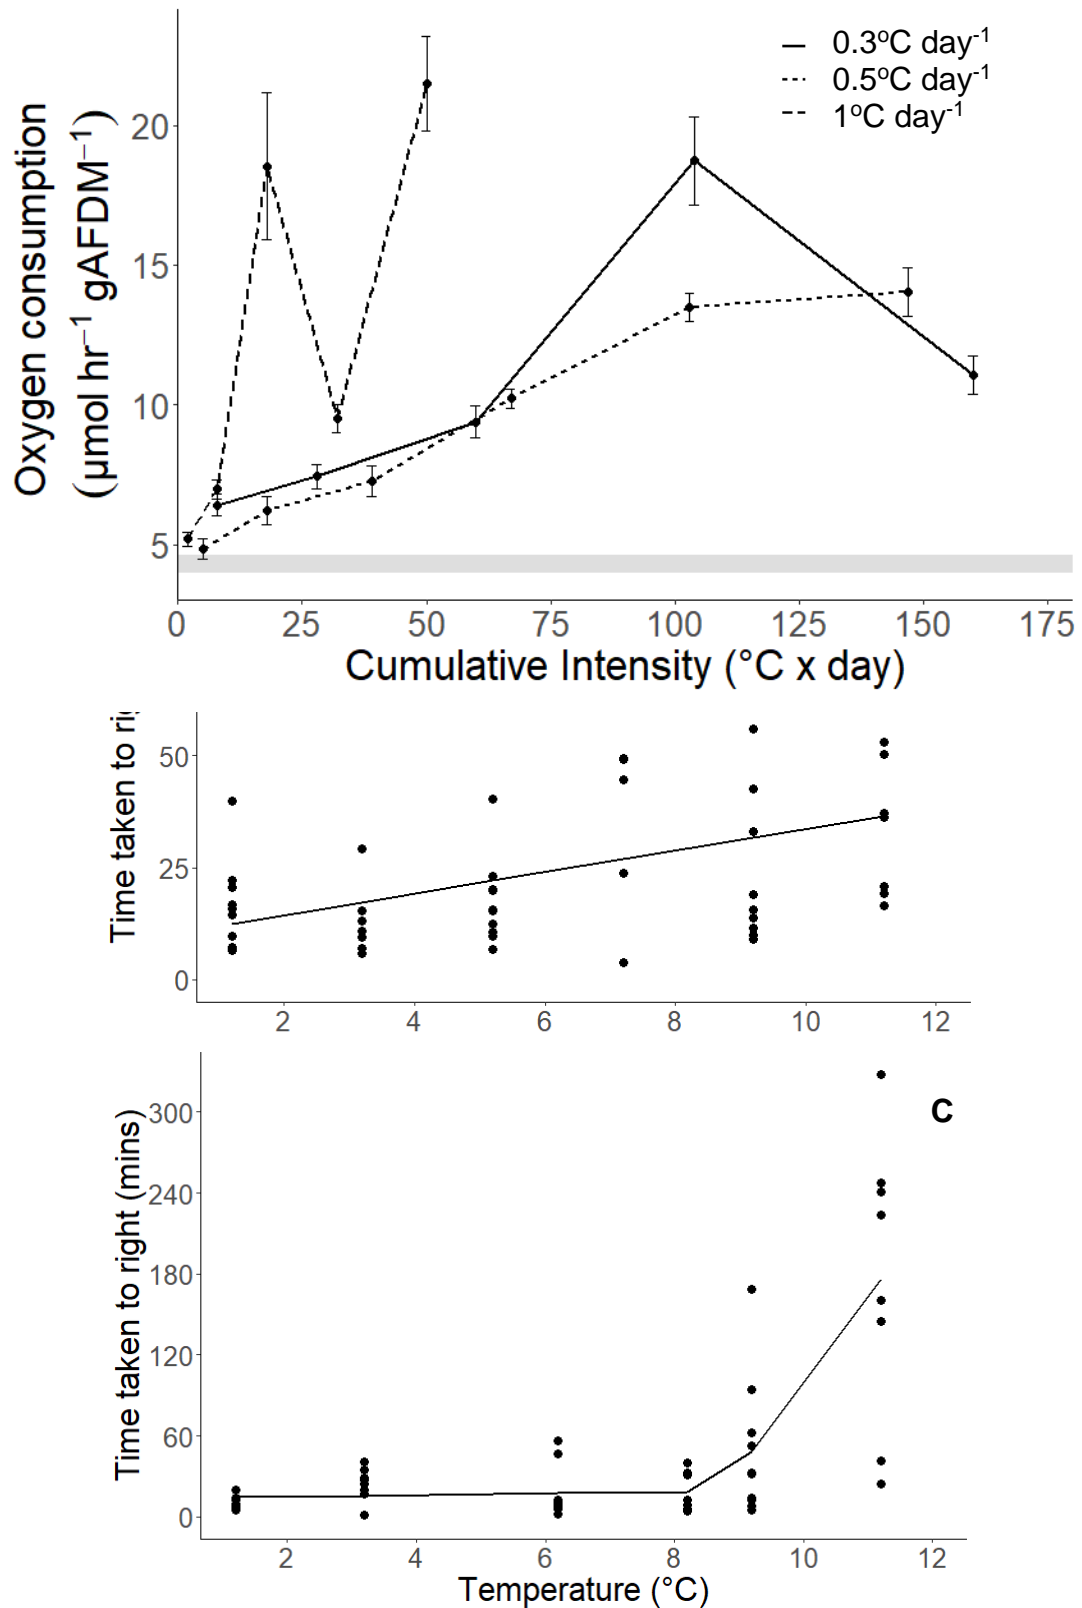 Oxygen consumption
(µmol hr⁻¹ gAFDM⁻¹)
20
15
10
5
0.3ºC day⁻¹
0.5ºC day⁻¹
1ºC day⁻¹
0 25 50 75 100 125 150 175
Cumulative Intensity (°C x day)
Time taken to
50
25
0
2 4 6 8 10 12
C
Time taken to right (mins)
300
240
180
120
60
0
2 4 6 8 10 12
Temperature (°C)